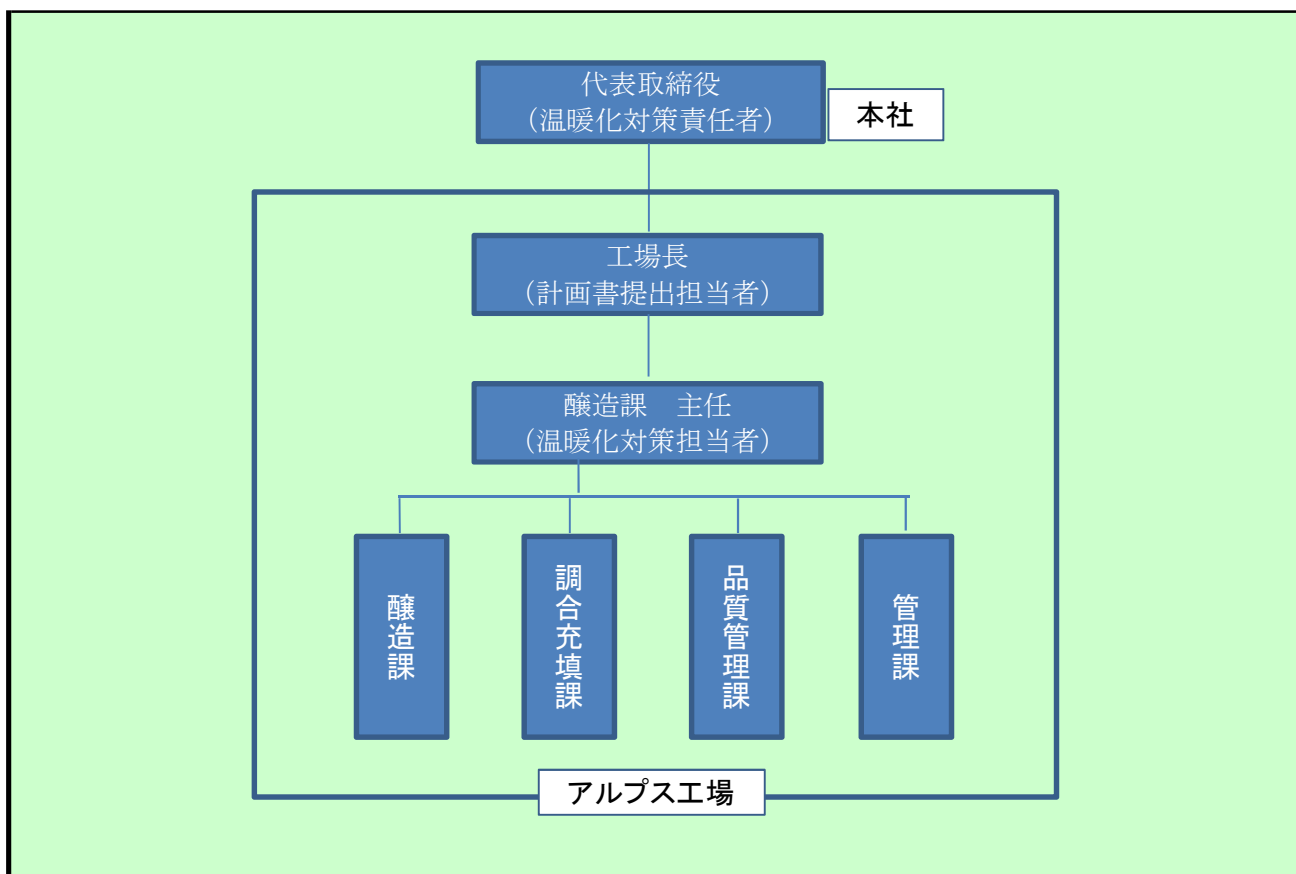 代表取締役
（温暖化対策責任者）
本社
工場長
（計画書提出担当者）
醸造課　主任
（温暖化対策担当者）
醸造課
調合充填課
品質管理課
管理課
アルプス工場